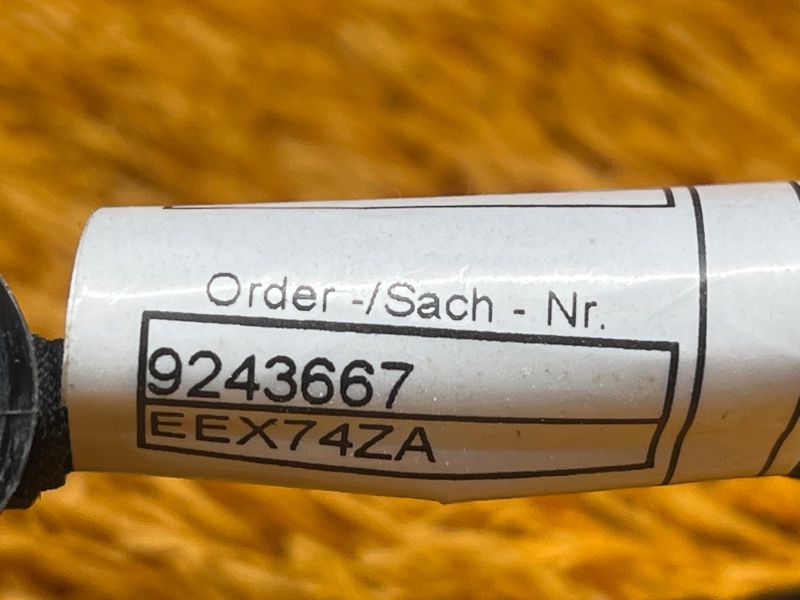 Order -/Sach - Nr.
9243667
EEX74ZA